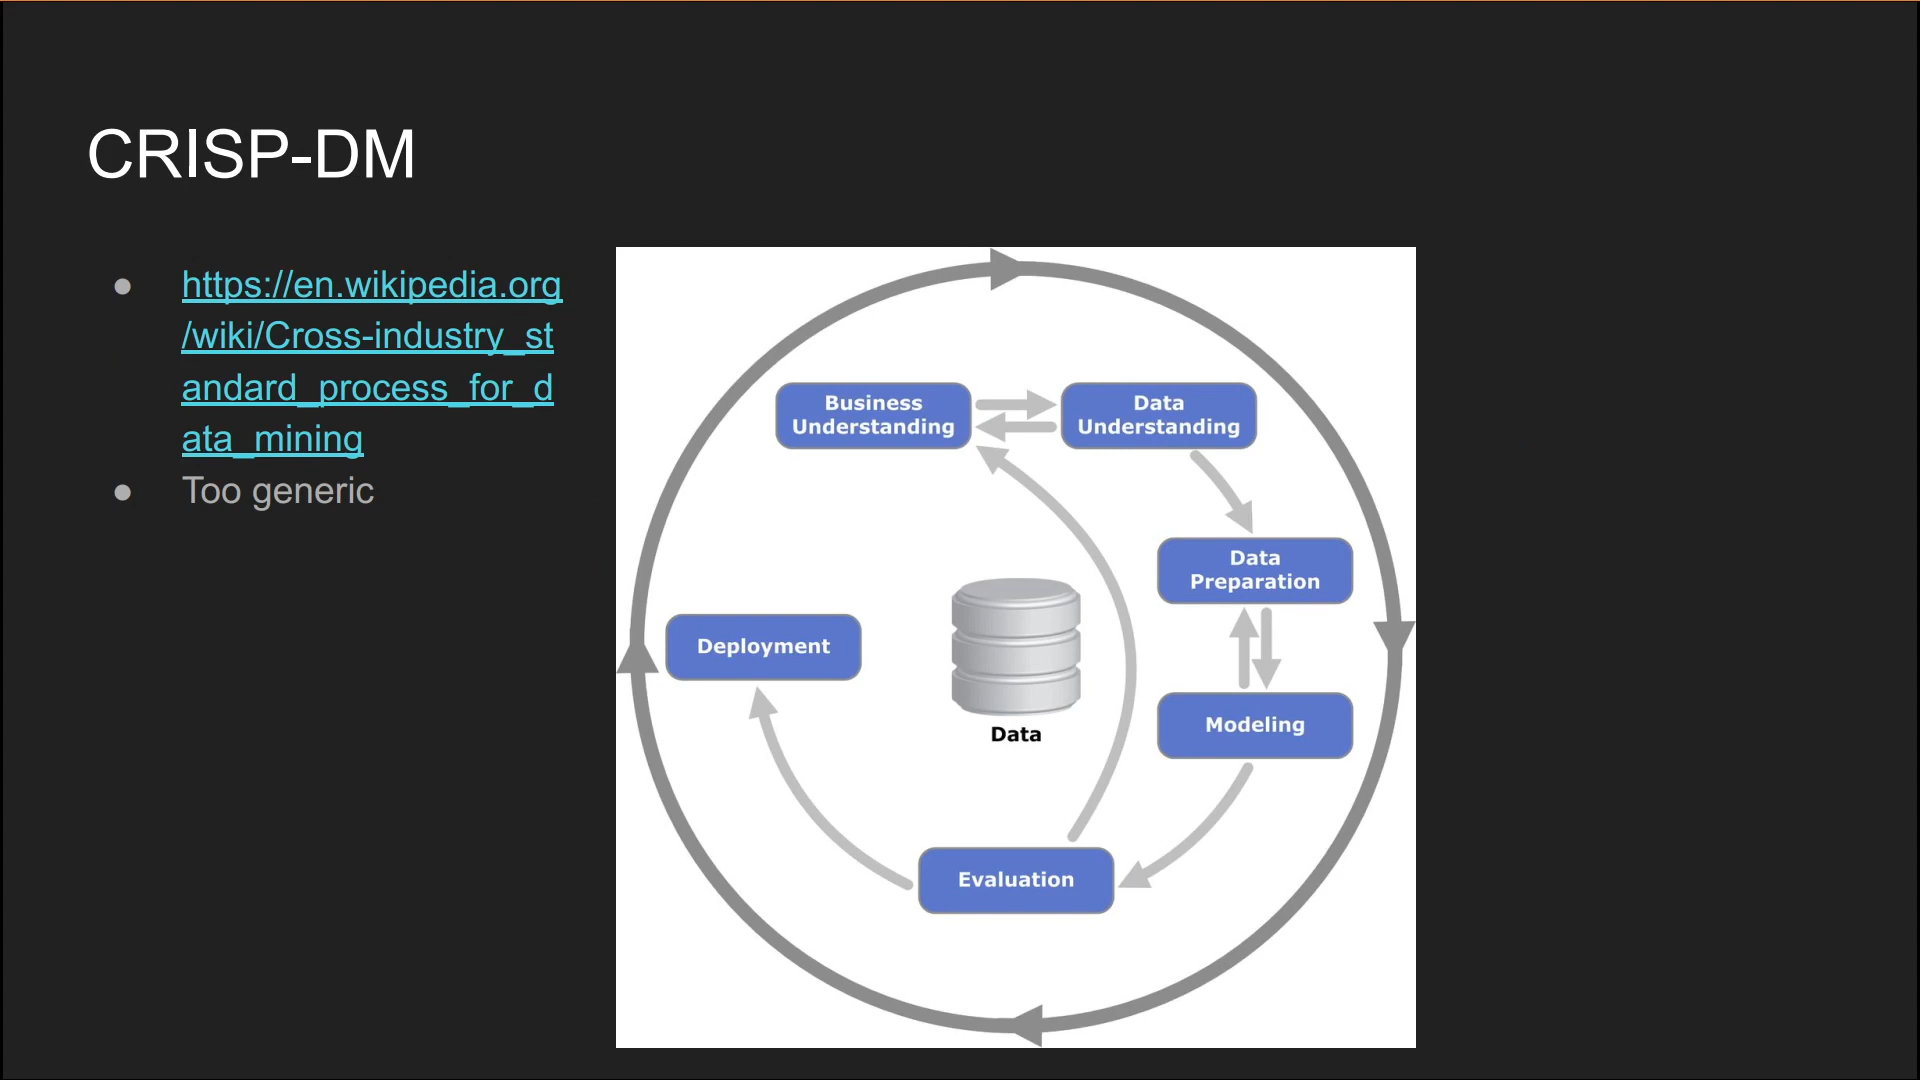 CRISP-DM
● https://en.wikipedia.org
/wiki/Cross-industry_st
andard_process_for_d
ata_mining
● Too generic
Business
Understanding
Data
Understanding
Data
Preparation
Modeling
Evaluation
Deployment
Data